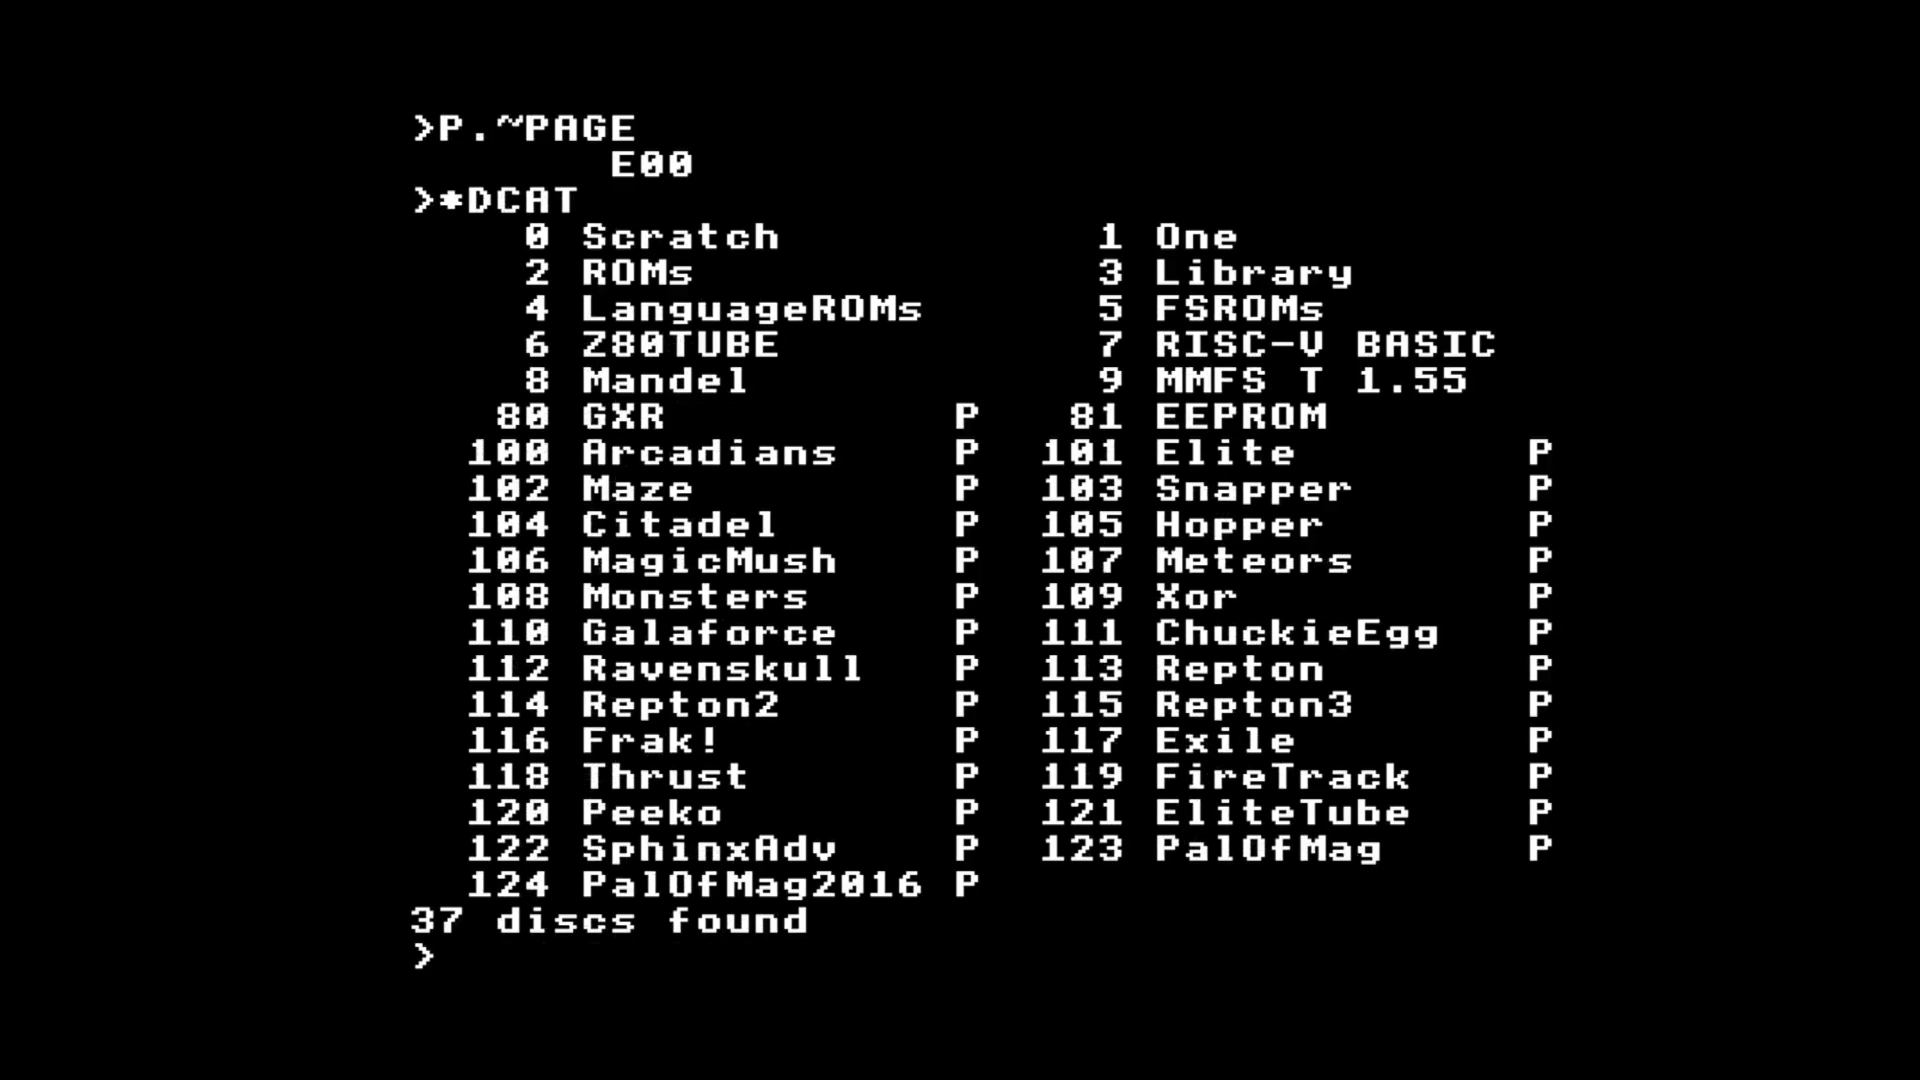 >P.~PAGE
E00
>*DCAT
0 Scratch 1 One
2 ROMs 3 Library
4 LanguageROMs 5 FSROMs
6 Z80TUBE 7 RISC-V BASIC
8 Mandel 9 MMFS T 1.55
80 GXR P 81 EEPROM
100 Arcadians P 101 Elite P
102 Maze P 103 Snapper P
104 Citadel P 105 Hopper P
106 MagicMush P 107 Meteors P
108 Monsters P 109 Xor P
110 Galaforce P 111 ChuckieEgg P
112 Ravenskull P 113 Repton P
114 Repton2 P 115 Repton3 P
116 Frak! P 117 Exile P
118 Thrust P 119 FireTrack P
120 Peeko P 121 EliteTube P
122 SphinxAdv P 123 PalOfMag P
124 PalOfMag2016 P
37 discs found
>